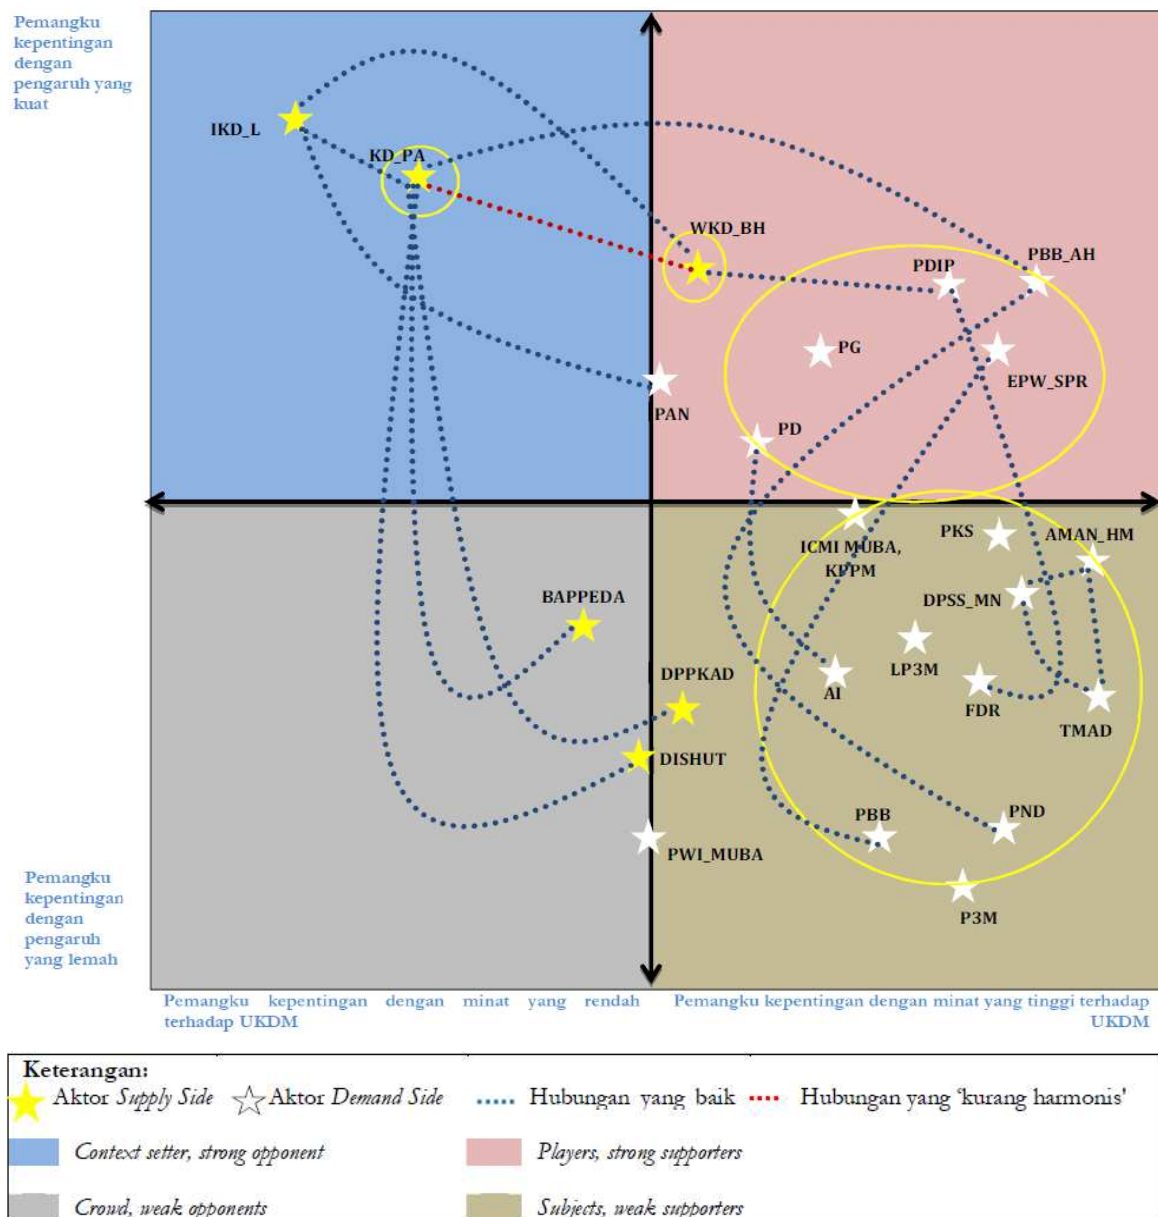 Pemangku
kepentingan
dengan
pengaruh yang
kuat
IKD_L
KD_PA
WKD_BH
PDIP
PBB_AH
PG
EPW_SPR
PAN
PD
ICMI MUBA,
KPPM
PKS
AMAN_HM
DPSS_MN
BAPPEDA
LP3M
DPPKAD
AI
FDR
TMAD
DISHUT
PBB
PND
PWI_MUBA
P3M
Pemangku
kepentingan
dengan
pengaruh
yang lemah
Pemangku kepentingan dengan minat yang rendah
terhadap UKDM
Pemangku kepentingan dengan minat yang tinggi terhadap
UKDM
Keterangan:
Aktor Supply Side Aktor Demand Side Hubungan yang baik Hubungan yang ‘kurang harmonis'
Context setter, strong opponent Players, strong supporters
Crowd, weak opponents Subjects, weak supporters